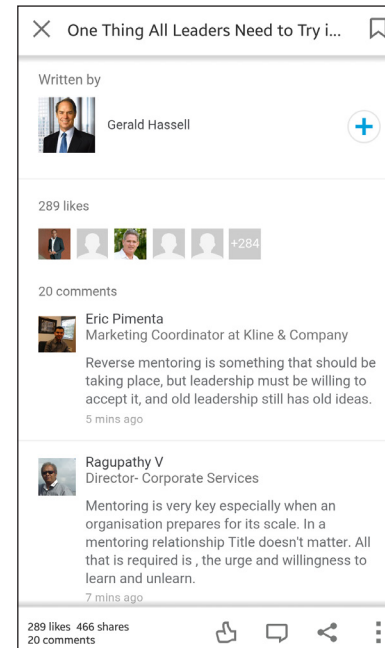 One Thing All Leaders Need to Try i...
Written by
Gerald Hassell
289 likes
+284
20 comments
Eric Pimenta
Marketing Coordinator at Kline & Company
Reverse mentoring is something that should be
taking place, but leadership must be willing to
accept it, and old leadership still has old ideas.
5 mins ago
Ragupathy V
Director- Corporate Services
Mentoring is very key especially when an
organisation prepares for its scale. In a
mentoring relationship Title doesn't matter. All
that is required is , the urge and willingness to
learn and unlearn.
7 mins ago
289 likes 466 shares
20 comments